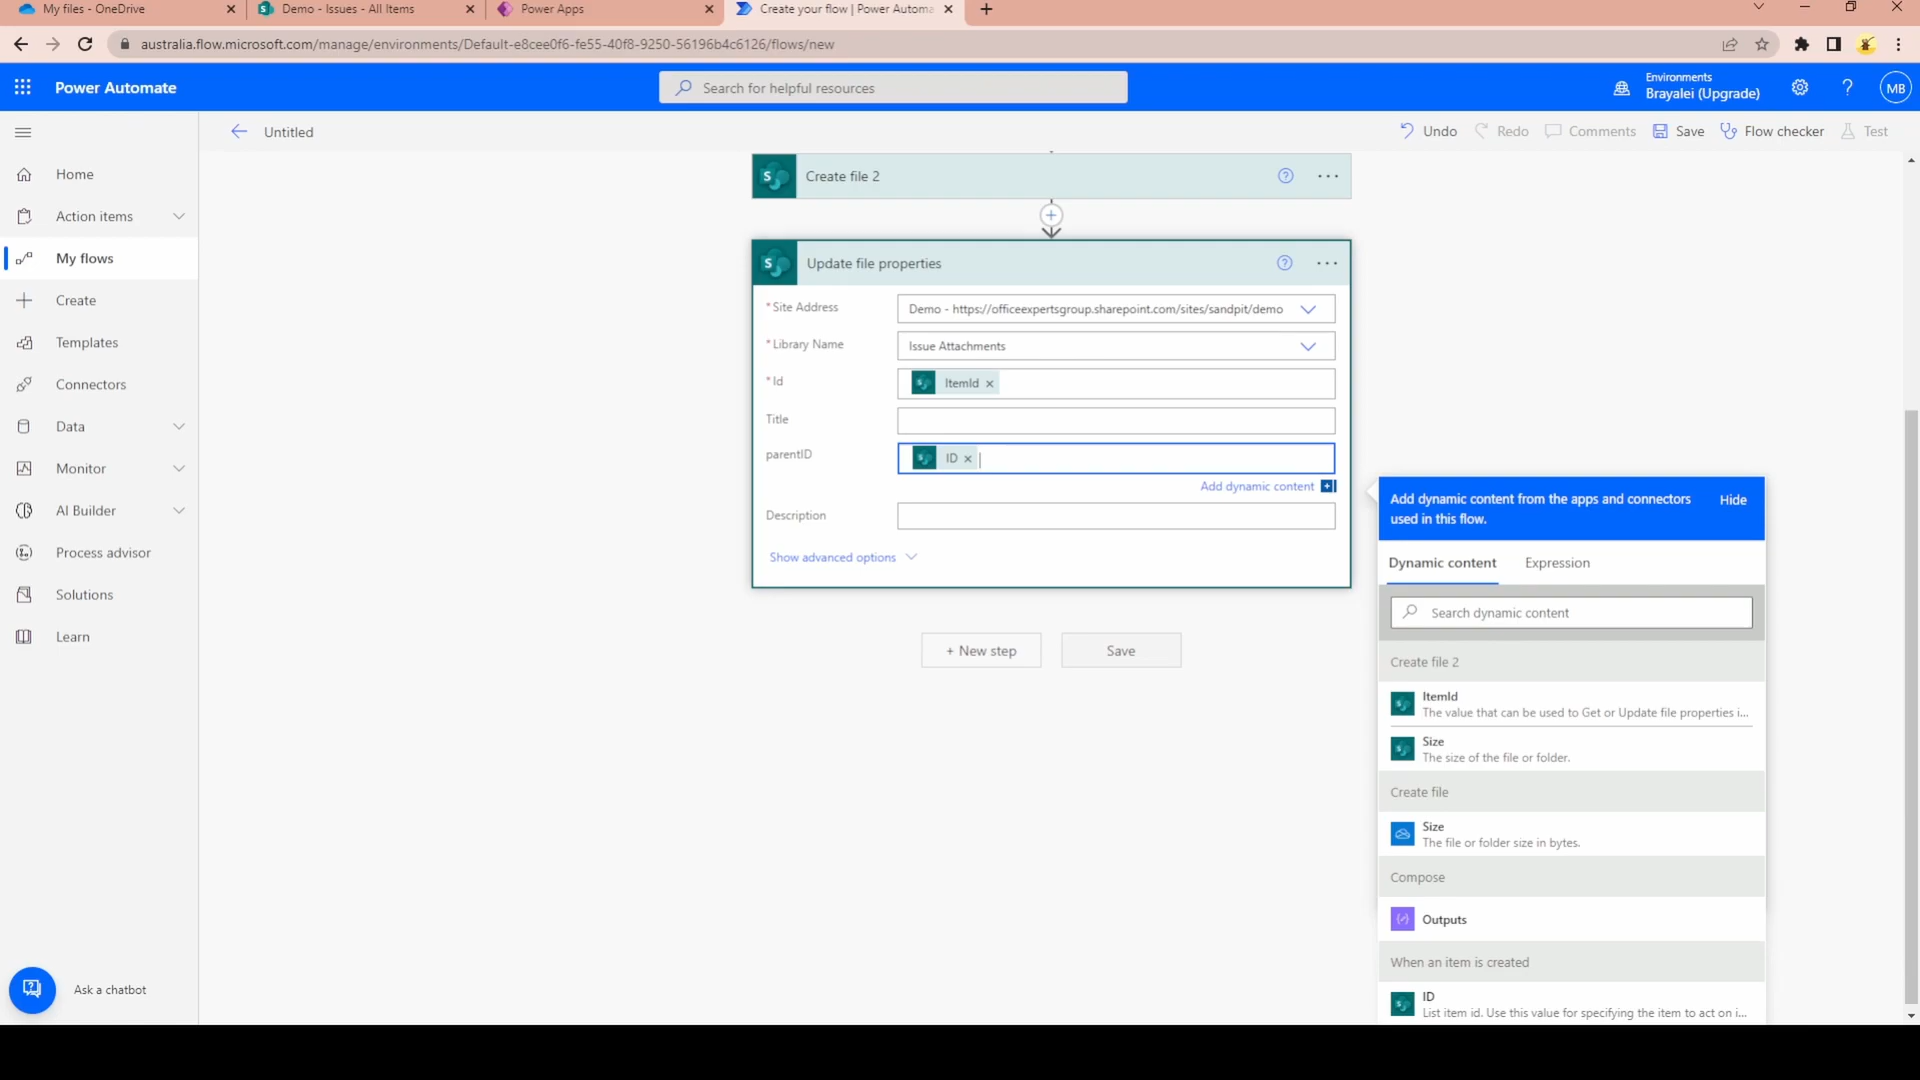 My files - OneDrive
Demo - Issues - All Items
Power Apps
Create your flow | Power Automa
australia.flow.microsoft.com/manage/environments/Default-e8cee0f6-fe55-40f8-9250-56196b4c6126/flows/new
Power Automate
Search for helpful resources
Environments
Brayalei (Upgrade)
MB
Untitled
Undo
Redo
Comments
Save
Flow checker
Test
Home
Action items
My flows
Create
Templates
Connectors
Data
Monitor
AI Builder
Process advisor
Solutions
Learn
Ask a chatbot
Create file 2
Update file properties
* Site Address
Demo - https://officeexpertsgroup.sharepoint.com/sites/sandpit/demo
* Library Name
Issue Attachments
* Id
ItemId
Title
parentID
ID
Add dynamic content
Description
Show advanced options
+ New step
Save
Add dynamic content from the apps and connectors
used in this flow.
Hide
Dynamic content
Expression
Search dynamic content
Create file 2
ItemId
The value that can be used to Get or Update file properties i...
Size
The size of the file or folder.
Create file
Size
The file or folder size in bytes.
Compose
Outputs
When an item is created
ID
List item id. Use this value for specifying the item to act on i...